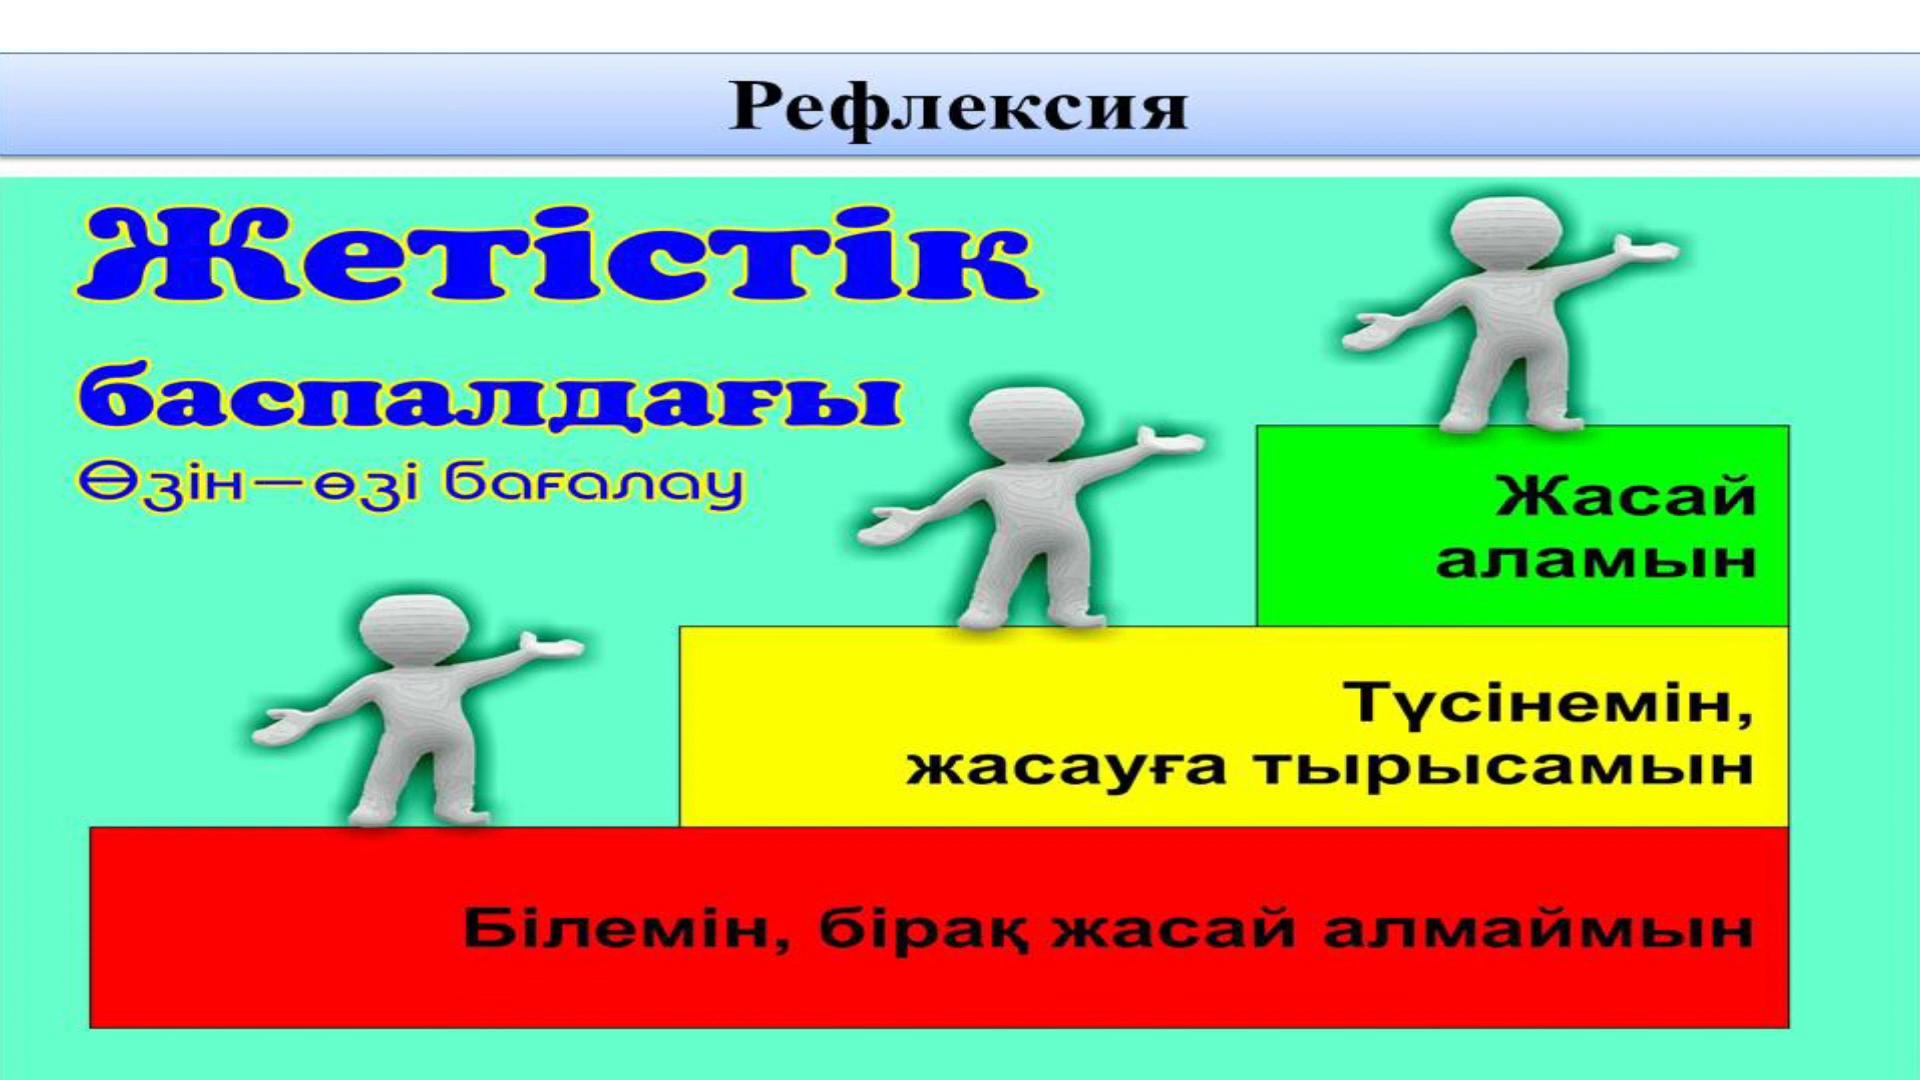 Рефлексия
Жетістік
баспалдағы
Өзін—өзі бағалау
Жасай
аламын
Түсінемін,
жасауға тырысамын
Білемін, бірақ жасай алмаймын